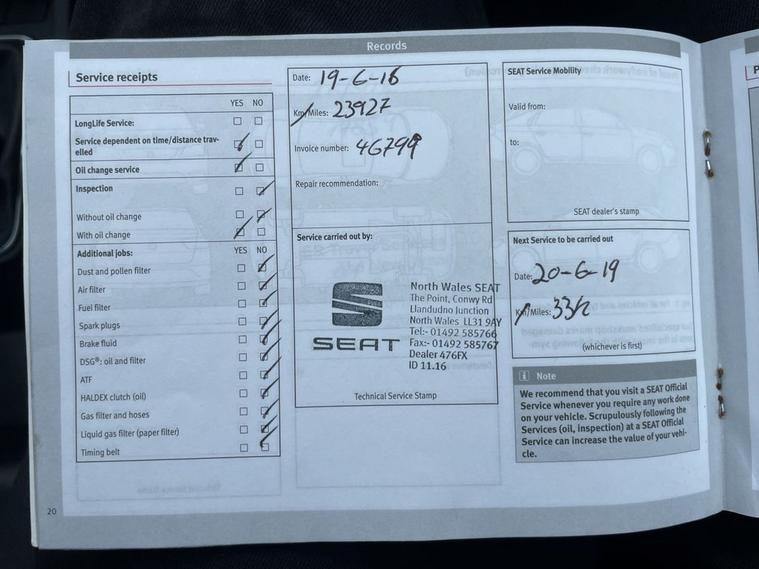 Records
Service receipts
YES NO
LongLife Service:
Service dependent on time/distance trav-
elled
Oil change service
Inspection
Without oil change
With oil change
Additional jobs: YES NO
Dust and pollen filter
Air filter
Fuel filter
Spark plugs
Brake fluid
DSG®: oil and filter
ATF
HALDEX clutch (oil)
Gas filter and hoses
Liquid gas filter (paper filter)
Timing belt
20
Date: 19-6-18
Km/Miles: 23927
Invoice number: 46799
Repair recommendation:
Service carried out by:
SEAT
North Wales SEAT
The Point, Conwy Rd
Llandudno Junction
North Wales LL31 9AY
Tel:- 01492 585766
Fax:- 01492 585767
Dealer 476FX
ID 11.16
Technical Service Stamp
SEAT Service Mobility
Valid from:
to:
SEAT dealer's stamp
Next Service to be carried out
Date: 20-6-19
Km/Miles:
(whichever is first)
i Note
We recommend that you visit a SEAT Official
Service whenever you require any work done
on your vehicle. Scrupulously following the
Services (oil, inspection) at a SEAT Official
Service can increase the value of your vehi-
cle.
P